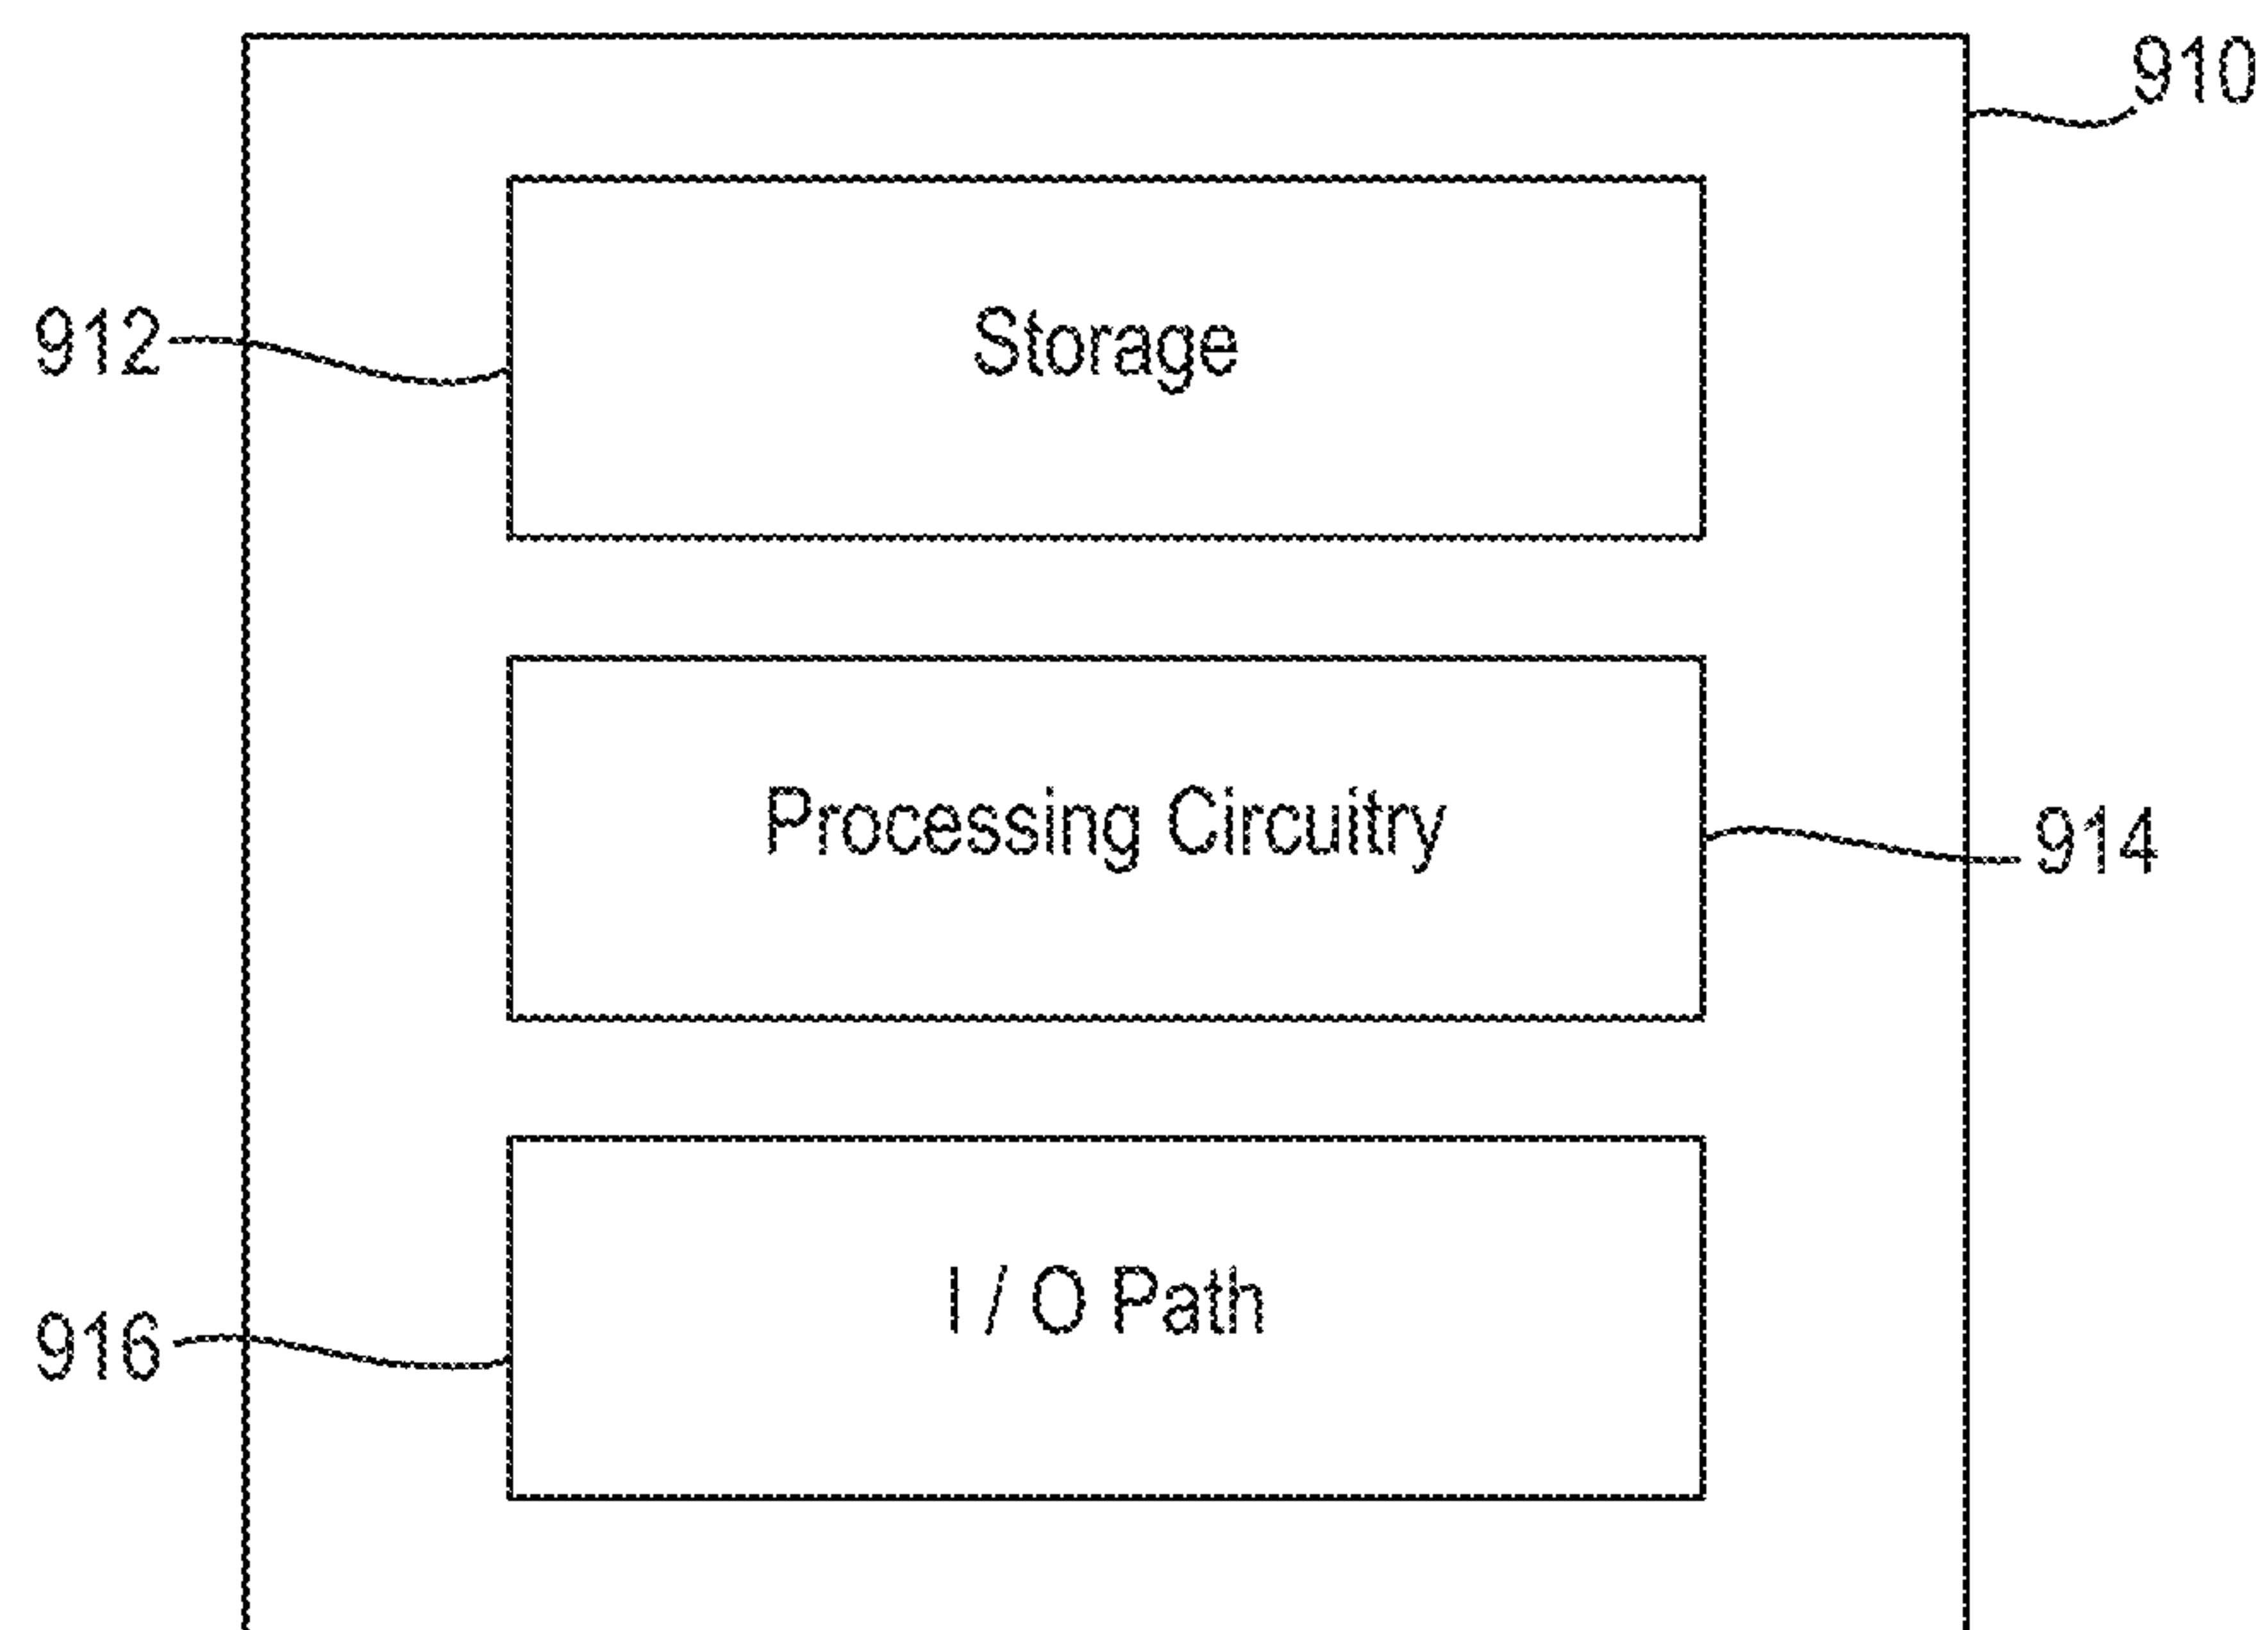 910
912
Storage
Processing Circuitry
914
I / O Path
916